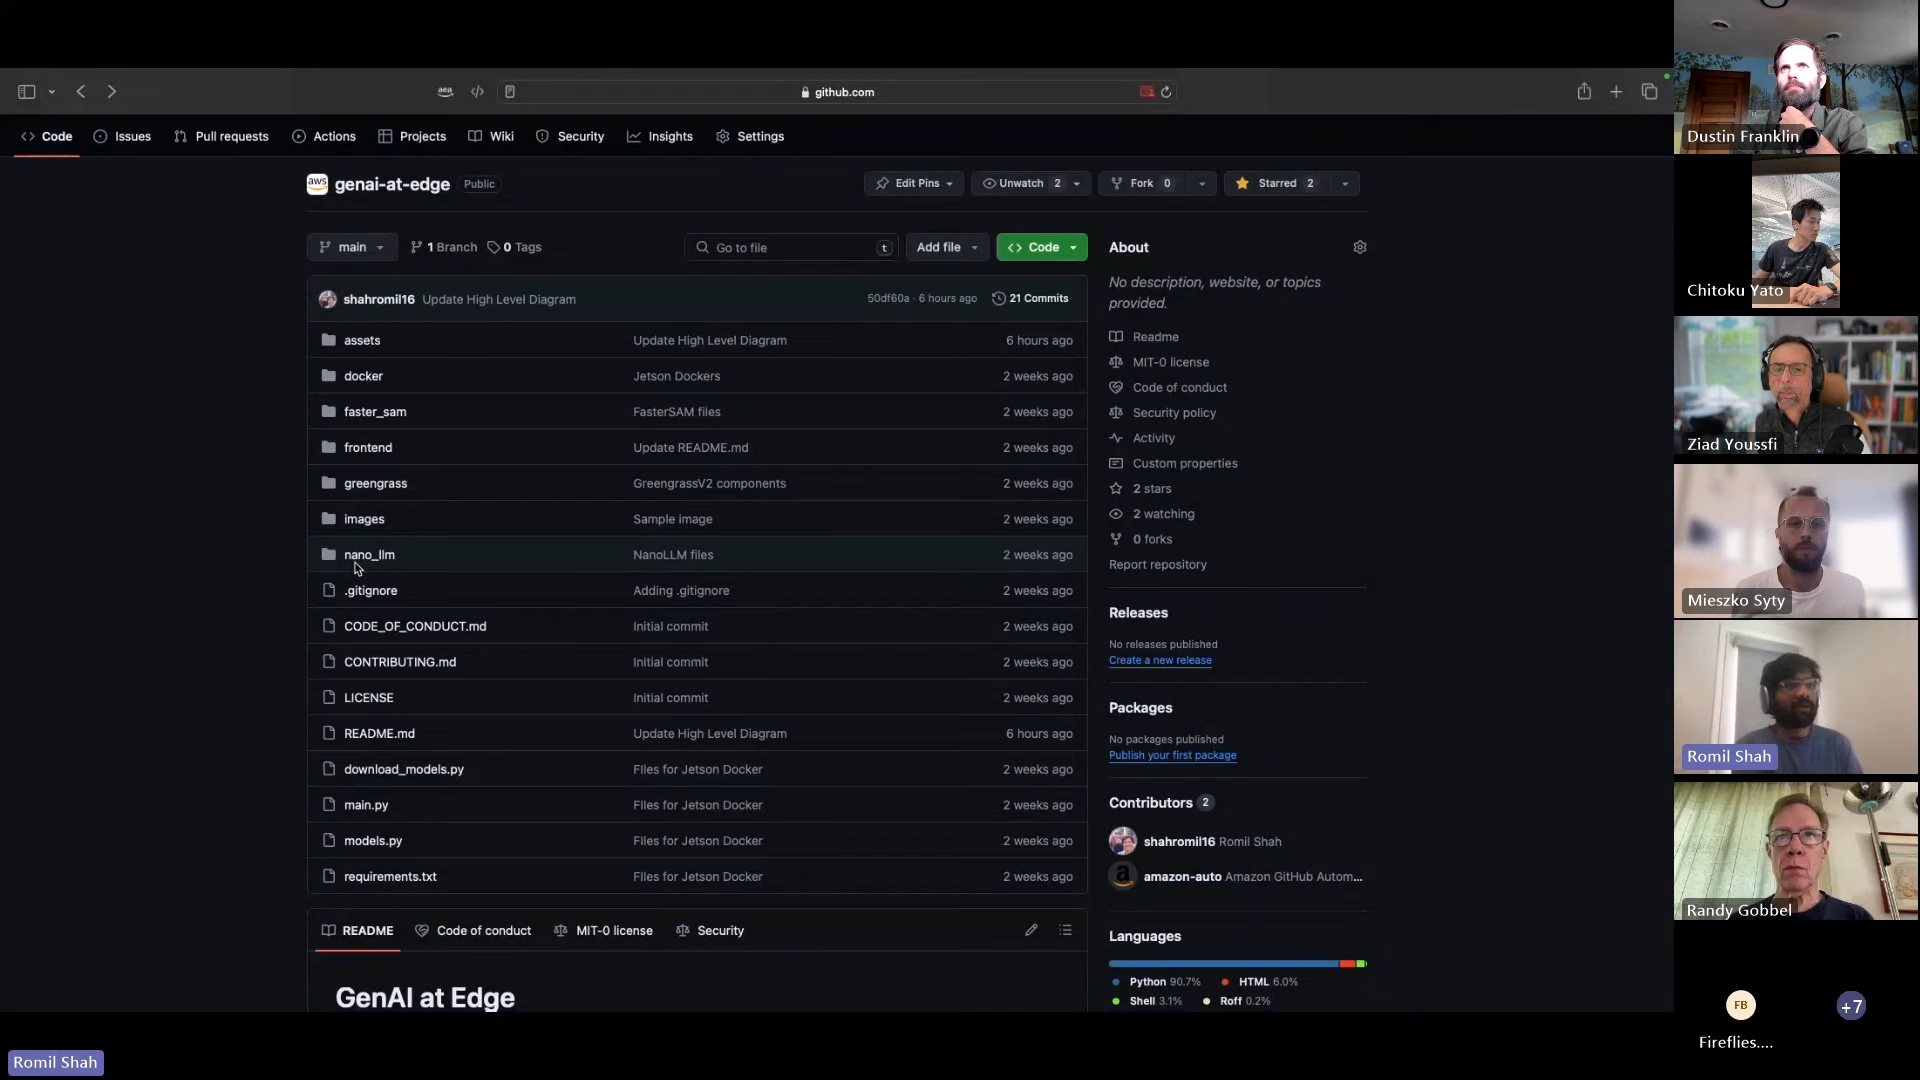 aea
github.com
Code
Issues
Pull requests
Actions
Projects
Wiki
Security
Insights
Settings
aws
genai-at-edge
Public
Edit Pins
Unwatch 2
Fork 0
Starred 2
main
1 Branch
0 Tags
Go to file
t
Add file
Code
shahromil16 Update High Level Diagram
50df60a · 6 hours ago
21 Commits
assets Update High Level Diagram 6 hours ago
docker Jetson Dockers 2 weeks ago
faster_sam FasterSAM files 2 weeks ago
frontend Update README.md 2 weeks ago
greengrass GreengrassV2 components 2 weeks ago
images Sample image 2 weeks ago
nano_llm NanoLLM files 2 weeks ago
.gitignore Adding .gitignore 2 weeks ago
CODE_OF_CONDUCT.md Initial commit 2 weeks ago
CONTRIBUTING.md Initial commit 2 weeks ago
LICENSE Initial commit 2 weeks ago
README.md Update High Level Diagram 6 hours ago
download_models.py FIles for Jetson Docker 2 weeks ago
main.py FIles for Jetson Docker 2 weeks ago
models.py FIles for Jetson Docker 2 weeks ago
requirements.txt FIles for Jetson Docker 2 weeks ago
README
Code of conduct
MIT-0 license
Security
GenAI at Edge
About
No description, website, or topics
provided.
Readme
MIT-0 license
Code of conduct
Security policy
Activity
Custom properties
2 stars
2 watching
0 forks
Report repository
Releases
No releases published
Create a new release
Packages
No packages published
Publish your first package
Contributors 2
shahromil16 Romil Shah
a
amazon-auto Amazon GitHub Autom...
Languages
Python 90.7%
HTML 6.0%
Shell 3.1%
Roff 0.2%
Dustin Franklin
Chitoku Yato
Ziad Youssfi
Mieszko Syty
Romil Shah
Randy Gobbel
FB
+7
Fireflies....
Romil Shah